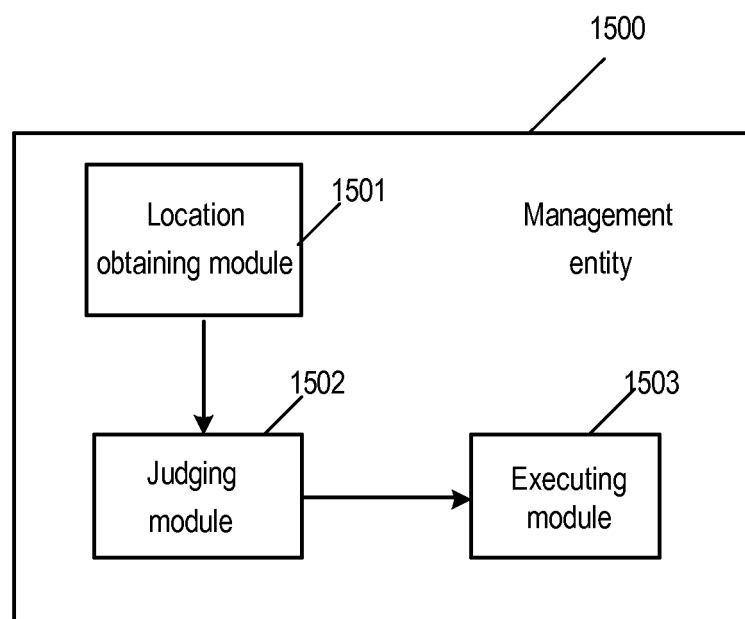 1500
Location
obtaining module
1501
Management
entity
1502
Judging
module
1503
Executing
module